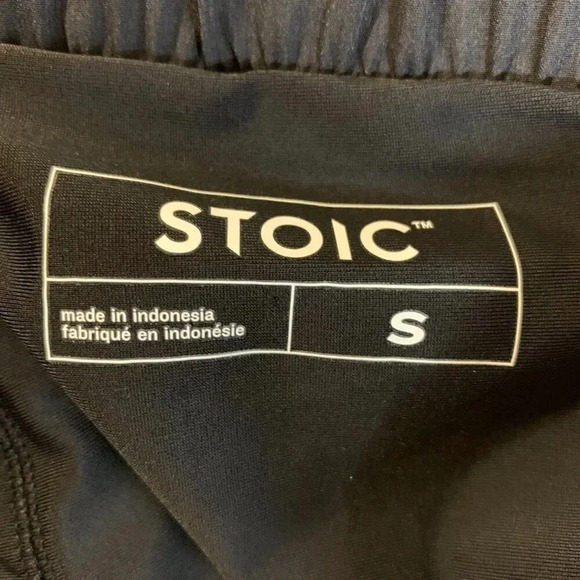 STOIC™
made in indonesia
fabriqué en indonésie
S